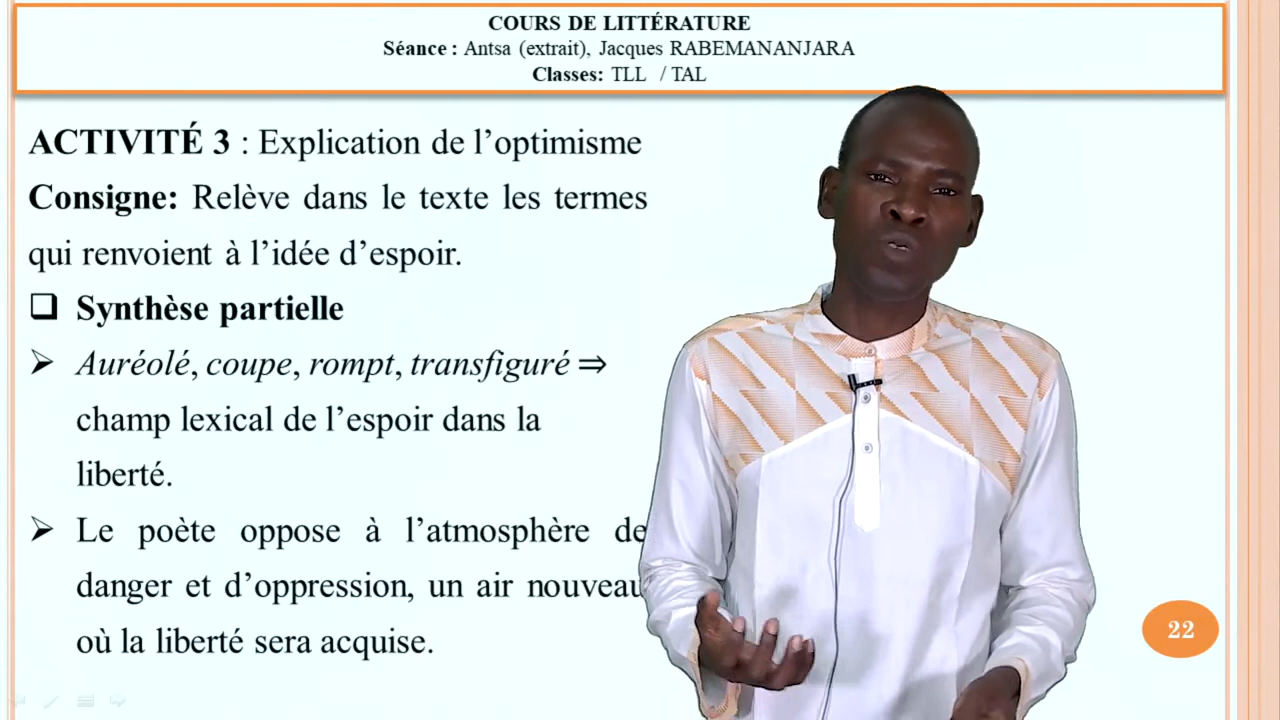 COURS DE LITTÉRATURE
Séance : Antsa (extrait), Jacques RABEMANANJARA
Classes: TLL / TAL
ACTIVITÉ 3 : Explication de l’optimisme
Consigne: Relève dans le texte les termes
qui renvoient à l’idée d’espoir.
❑ Synthèse partielle
➢ Auréolé, coupe, rompt, transfiguré ⇒
champ lexical de l’espoir dans la
liberté.
➢ Le poète oppose à l’atmosphère de
danger et d’oppression, un air nouveau
où la liberté sera acquise.
22